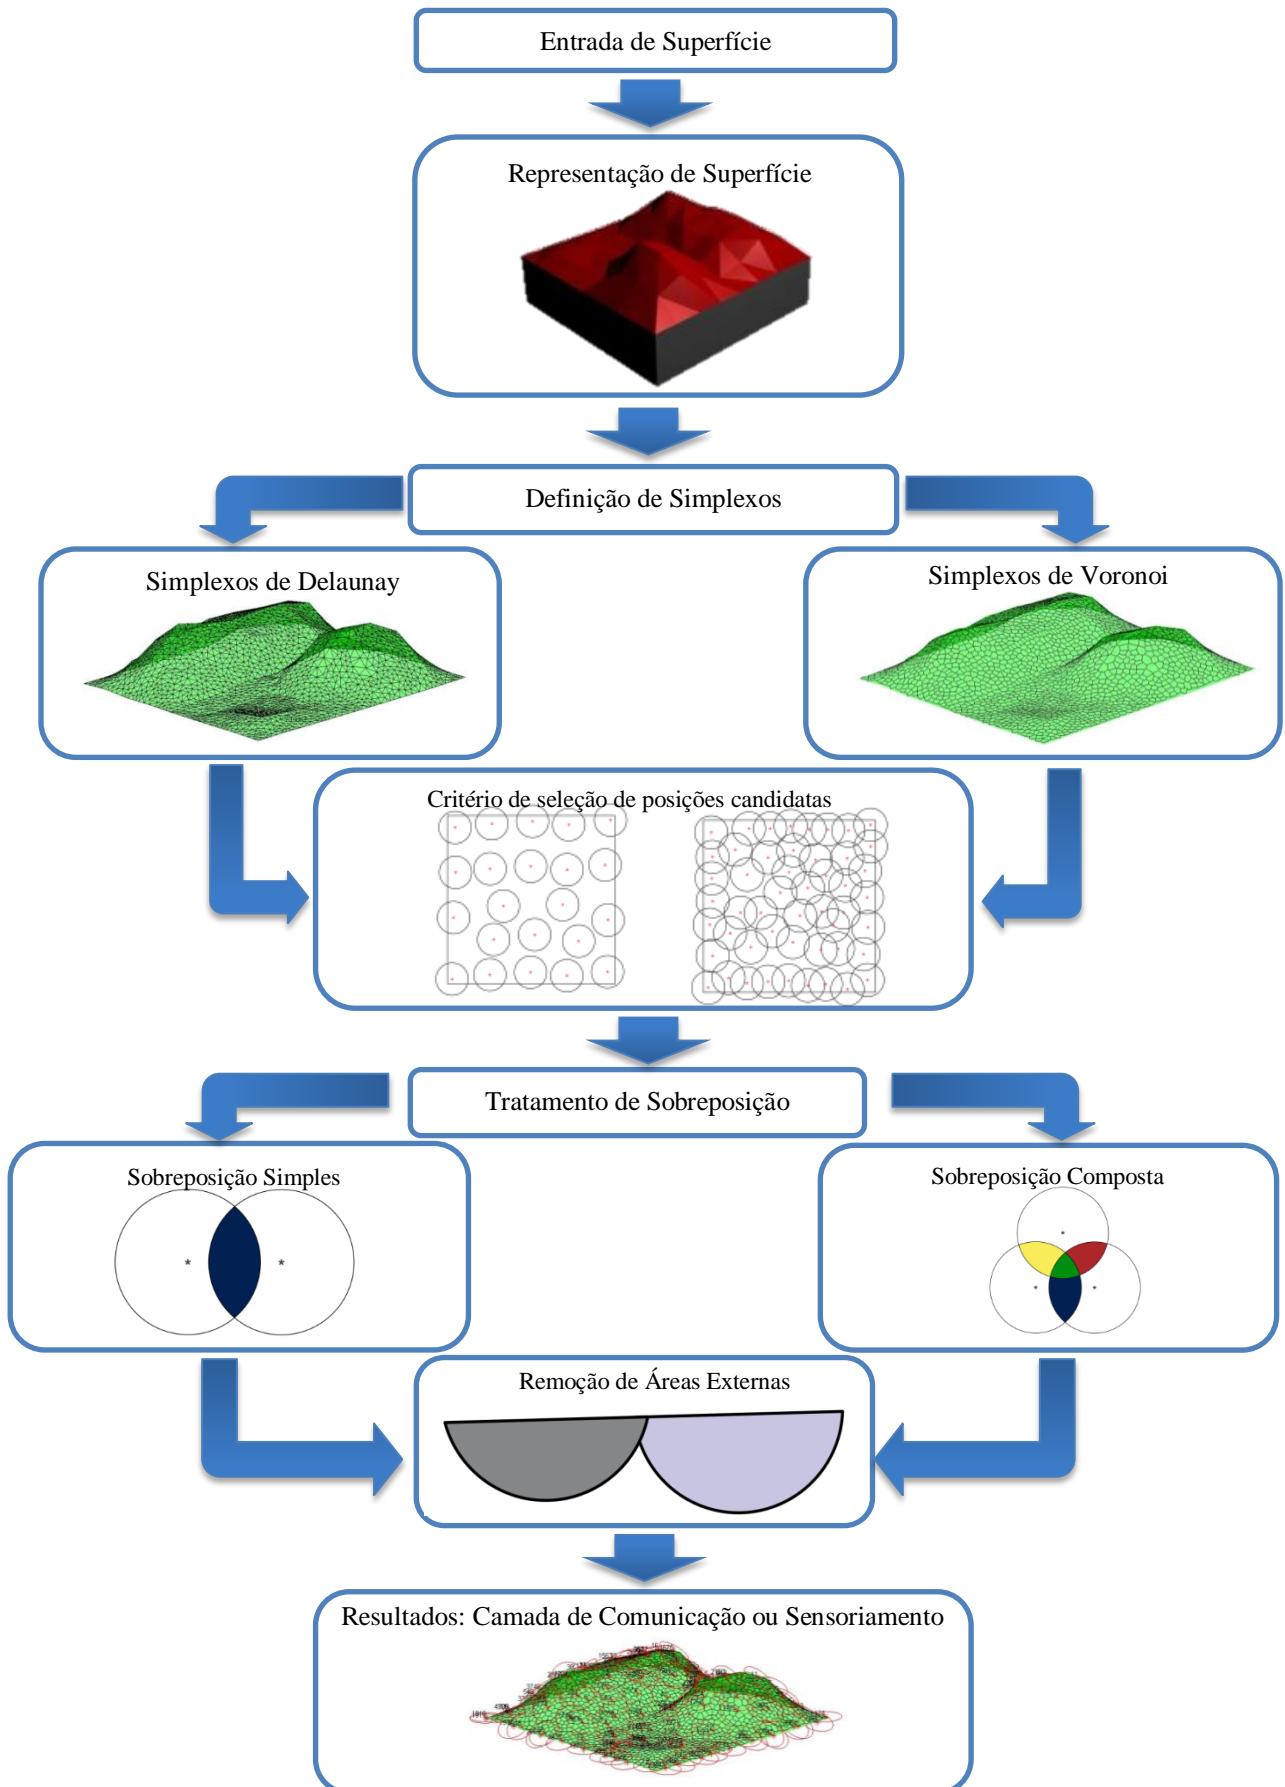 Entrada de Superfície
Representação de Superfície
Definição de Simplexos
Simplexos de Delaunay
Simplexos de Voronoi
Critério de seleção de posições candidatas
Tratamento de Sobreposição
Sobreposição Simples
Sobreposição Composta
Remoção de Áreas Externas
Resultados: Camada de Comunicação ou Sensoriamento